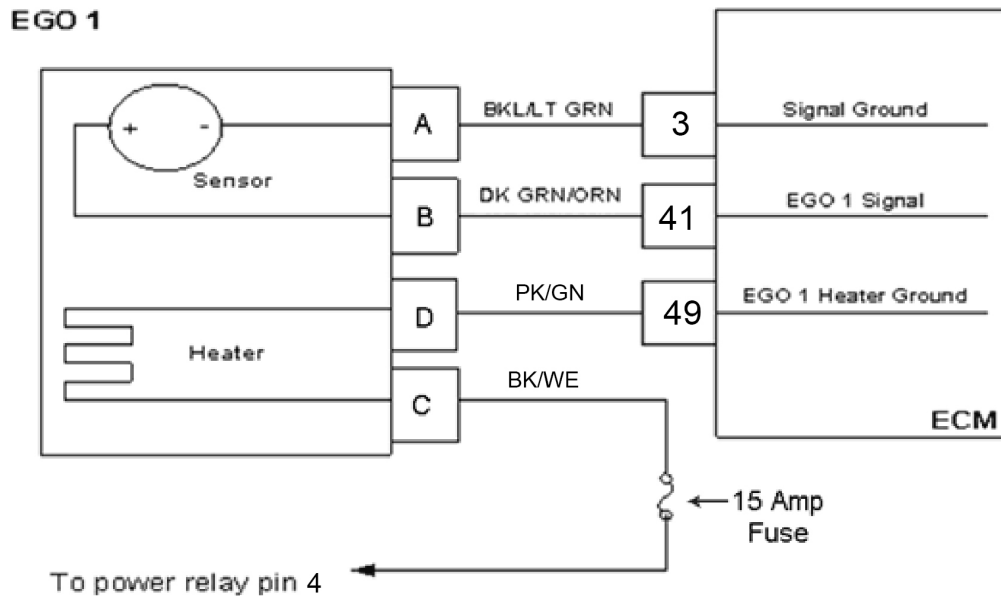 EGO 1
A
BKL/LT GRN
3
Signal Ground
+
-
Sensor
B
DK GRN/ORN
41
EGO 1 Signal
D
PK/GN
49
EGO 1 Heater Ground
Heater
C
BK/WE
ECM
15 Amp
Fuse
To power relay pin 4